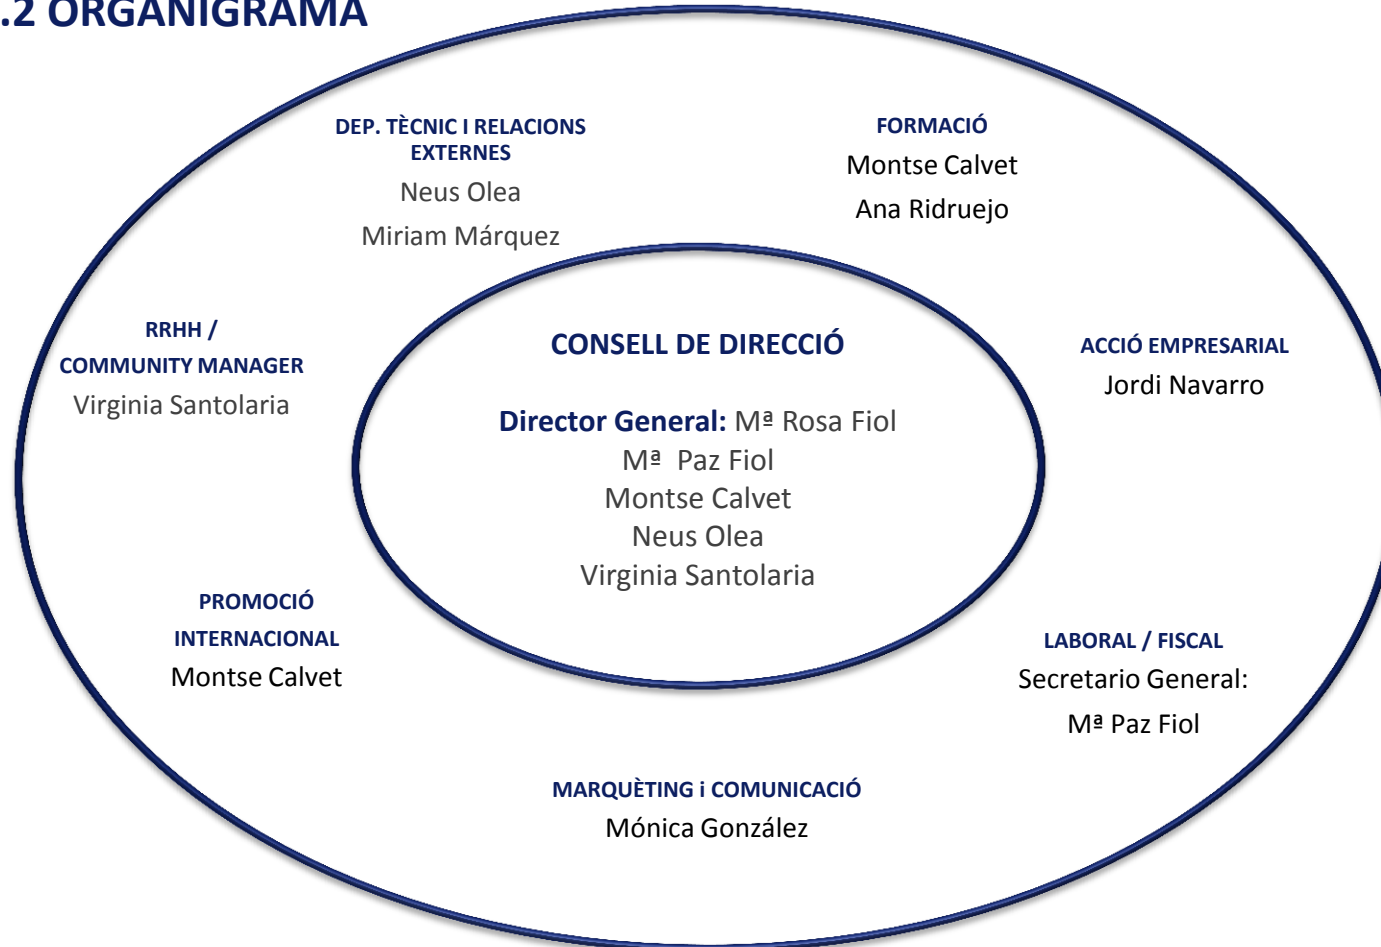 .2 ORGANIGRAMA
DEP. TÈCNIC I RELACIONS
EXTERNES
Neus Olea
Miriam Márquez
FORMACIÓ
Montse Calvet
Ana Ridruejo
RRHH /
COMMUNITY MANAGER
Virginia Santolaria
CONSELL DE DIRECCIÓ
Director General: Mª Rosa Fiol
Mª Paz Fiol
Montse Calvet
Neus Olea
Virginia Santolaria
ACCIÓ EMPRESARIAL
Jordi Navarro
PROMOCIÓ
INTERNACIONAL
Montse Calvet
LABORAL / FISCAL
Secretario General:
Mª Paz Fiol
MARQUÈTING i COMUNICACIÓ
Mónica González